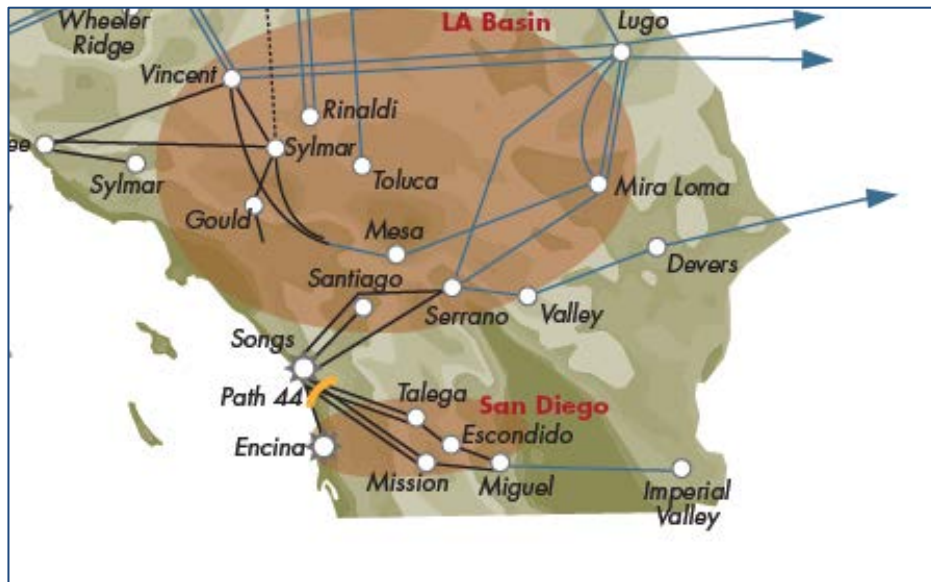 Wheeler
Ridge
LA Basin
Lugo
Vincent
Rinaldi
ee
Sylmar
Sylmar
Toluca
Mira Loma
Gould
Mesa
Devers
Santiago
Serrano
Valley
Songs
Path 44
Talega
San Diego
Escondido
Encina
Mission
Miguel
Imperial
Valley